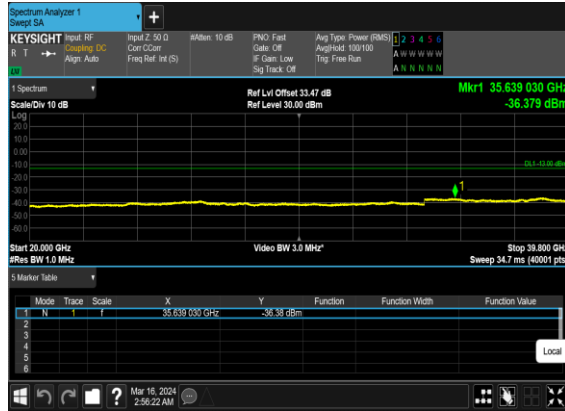 Spectrum Analyzer 1
Swept SA
+
KEYSIGHT
R T
LXI
Input: RF
Coupling: DC
Align: Auto
Input Z: 50 Ω
Corr CCorr
Freq Ref: Int (S)
#Atten: 10 dB
PNO: Fast
Gate: Off
IF Gain: Low
Sig Track: Off
Avg Type: Power (RMS)
Avg|Hold: 100/100
Trig: Free Run
1 2 3 4 5 6
A W W W W W
A N N N N N
1 Spectrum
Scale/Div 10 dB
Log
Ref Lvl Offset 33.47 dB
Ref Level 30.00 dBm
Mkr1 35.639 030 GHz
-36.379 dBm
20.0
10.0
0.00
-10.0
-20.0
-30.0
-40.0
-50.0
-60.0
DL1 -13.00 dBm
1
Start 20.000 GHz
#Res BW 1.0 MHz
Video BW 3.0 MHz*
Stop 39.800 GHz
Sweep 34.7 ms (40001 pts)
5 Marker Table
Mode Trace Scale X Y Function Function Width Function Value
1 N 1 f 35.639 030 GHz -36.38 dBm
2
3
4
5
6
Local
?
Mar 16, 2024
2:56:22 AM